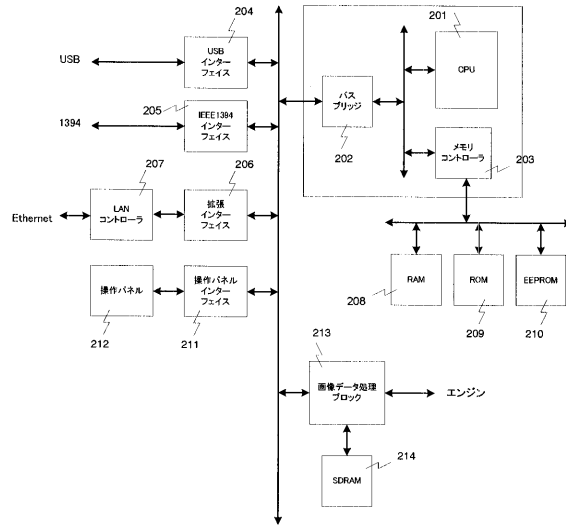 204
USB
インター
フェイス
USB
205
IEEE1394
インター
フェイス
1394
207
206
LAN
コントローラ
拡張
インター
フェイス
Ethernet
操作パネル
操作パネル
インター
フェイス
212
211
201
CPU
バス
ブリッジ
202
メモリ
コントローラ
203
RAM
ROM
EEPROM
208
209
210
213
画像データ処理
ブロック
エンジン
214
SDRAM